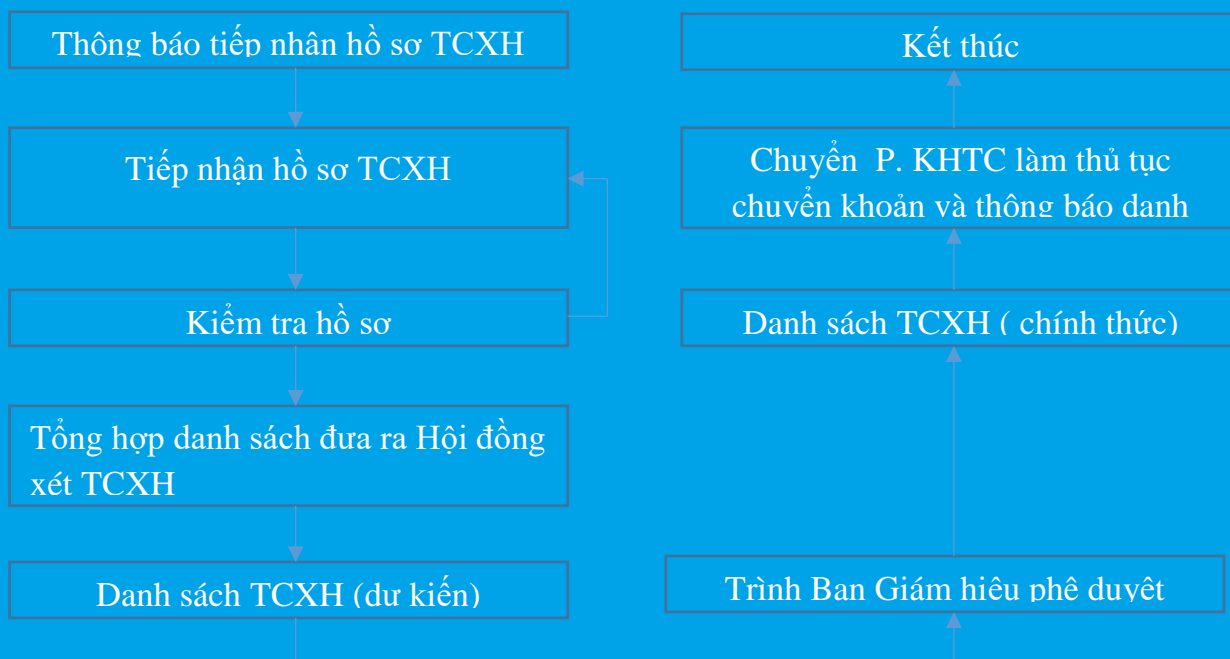 Thông báo tiếp nhận hồ sơ TCXH
Tiếp nhận hồ sơ TCXH
Kiểm tra hồ sơ
Tổng hợp danh sách đưa ra Hội đồng
xét TCXH
Danh sách TCXH (dự kiến)
Trình Ban Giám hiệu phê duyệt
Danh sách TCXH ( chính thức)
Chuyển P. KHTC làm thủ tục
chuyển khoản và thông báo danh
Kết thúc